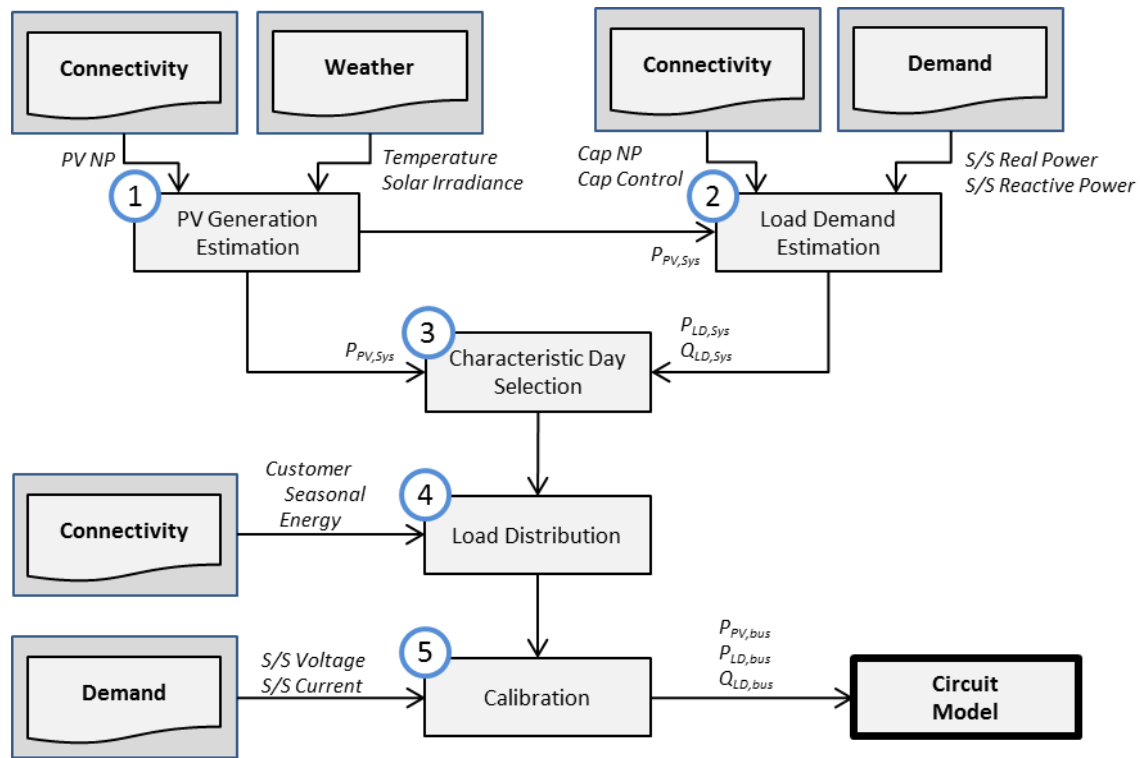 Connectivity
Weather
Connectivity
Demand
PV NP
Temperature
Solar Irradiance
Cap NP
Cap Control
S/S Real Power
S/S Reactive Power
1
PV Generation
Estimation
2
Load Demand
Estimation
P_PV,Sys
3
P_PV,Sys
Characteristic Day
Selection
P_LD,Sys
Q_LD,Sys
Customer
Seasonal
Energy
Connectivity
4
Load Distribution
Demand
S/S Voltage
S/S Current
5
Calibration
P_PV,bus
P_LD,bus
Q_LD,bus
Circuit
Model